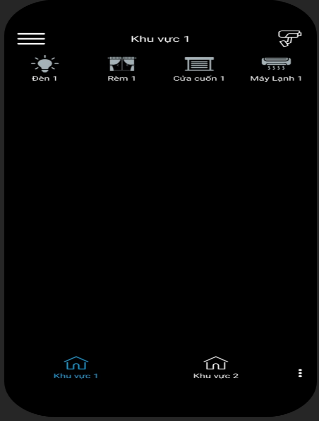 Khu vực 1
Đèn 1 Rèm 1 Cửa cuốn 1 Máy Lạnh 1
Khu vực 1 Khu vực 2